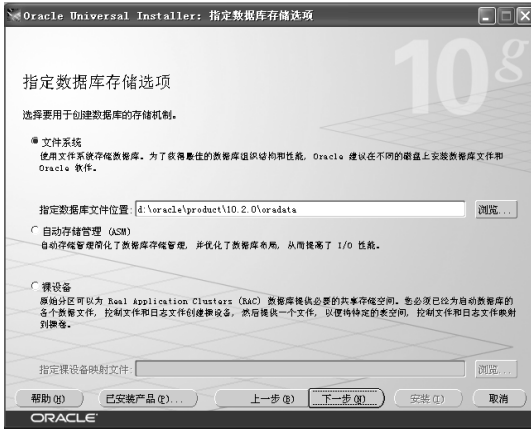 Oracle Universal Installer: 指定数据库存储选项
10g
指定数据库存储选项
选择要用于创建数据库的存储机制。
文件系统
使用文件系统存储数据库。为了获得最佳的数据库组织结构和性能, Oracle 建议在不同的磁盘上安装数据库文件和
Oracle 软件。
指定数据库文件位置: d:\oracle\product\10.2.0\oradata 浏览...
自动存储管理 (ASM)
自动存储管理简化了数据库存储管理, 并优化了数据库布局, 从而提高了 I/O 性能。
裸设备
原始分区可以为 Real Application Clusters (RAC) 数据库提供必要的共享存储空间。您必须已经为启动数据库的
各个数据文件, 控制文件和日志文件创建裸设备, 然后提供一个文件, 以便将特定的表空间, 控制文件和日志文件映射
到裸卷。
指定裸设备映射文件: 浏览...
帮助(H) 已安装产品(P)... 上一步(B) 下一步(N) 安装(I) 取消
ORACLE